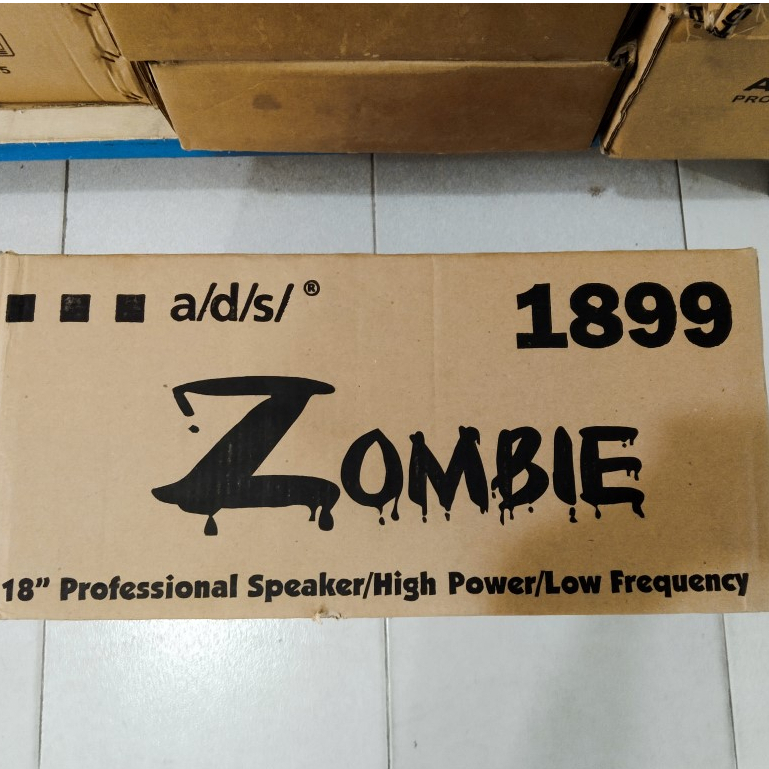 a/d/s/®
1899
ZOMBIE
18” Professional Speaker/High Power/Low Frequency